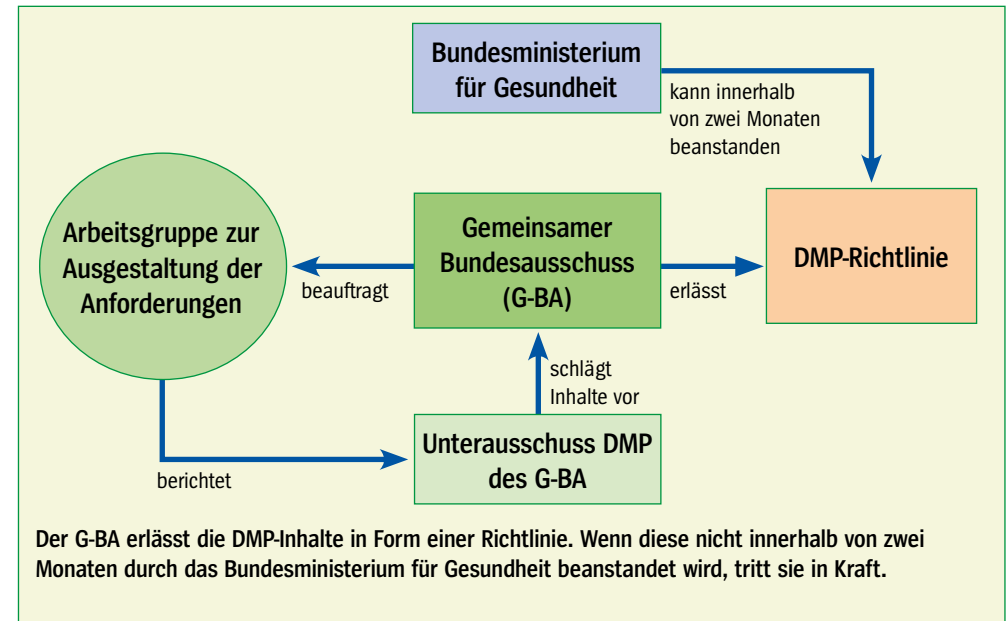 Bundesministerium
für Gesundheit
kann innerhalb
von zwei Monaten
beanstanden
Arbeitsgruppe zur
Ausgestaltung der
Anforderungen
beauftragt
Gemeinsamer
Bundesausschuss
(G-BA)
erlässt
DMP-Richtlinie
schlägt
Inhalte vor
berichtet
Unterausschuss DMP
des G-BA
Der G-BA erlässt die DMP-Inhalte in Form einer Richtlinie. Wenn diese nicht innerhalb von zwei
Monaten durch das Bundesministerium für Gesundheit beanstandet wird, tritt sie in Kraft.